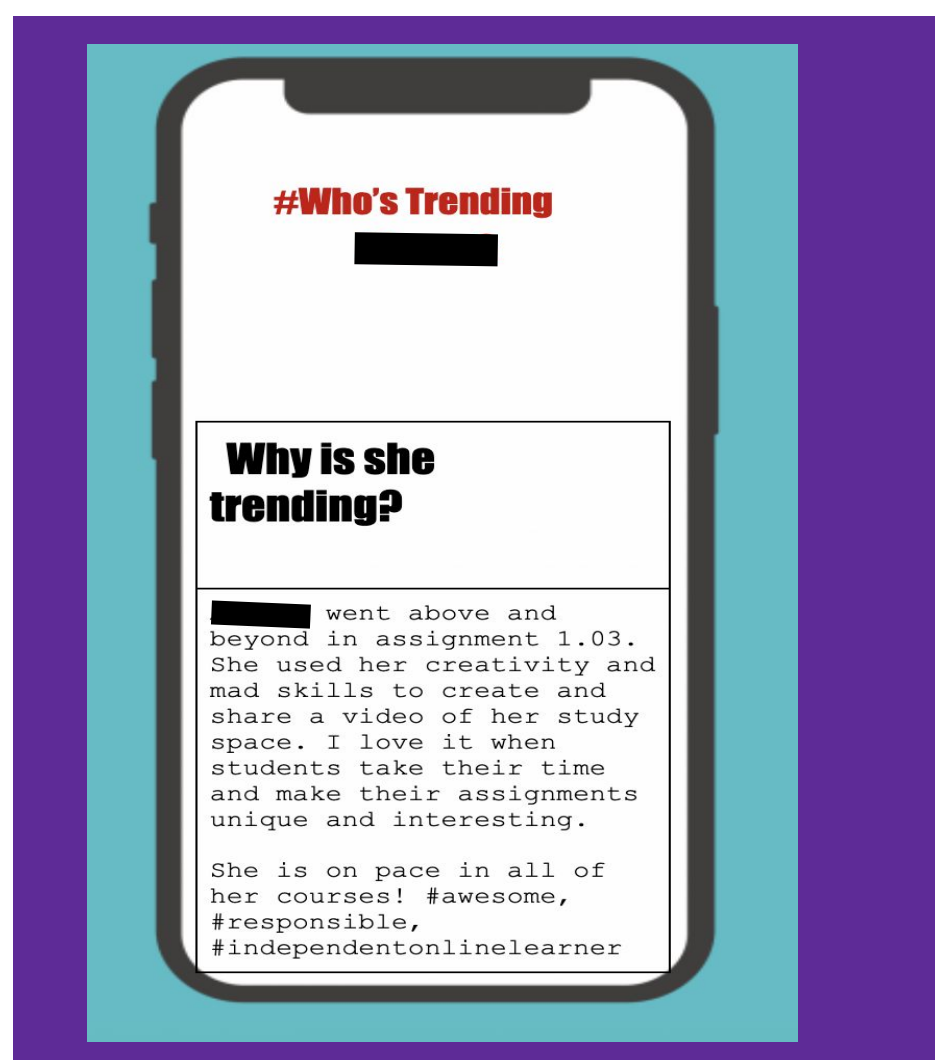 #Who's Trending
Why is she
trending?
went above and
beyond in assignment 1.03.
She used her creativity and
mad skills to create and
share a video of her study
space. I love it when
students take their time
and make their assignments
unique and interesting.
She is on pace in all of
her courses! #awesome,
#responsible,
#independentonlinelearner